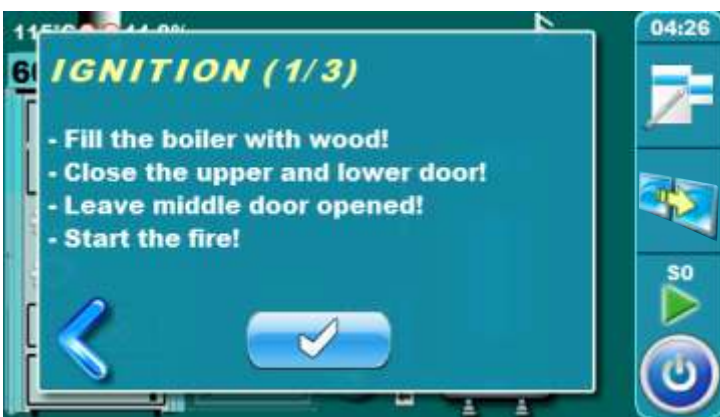 04:26
IGNITION (1/3)
- Fill the boiler with wood!
- Close the upper and lower door!
- Leave middle door opened!
- Start the fire!
S0